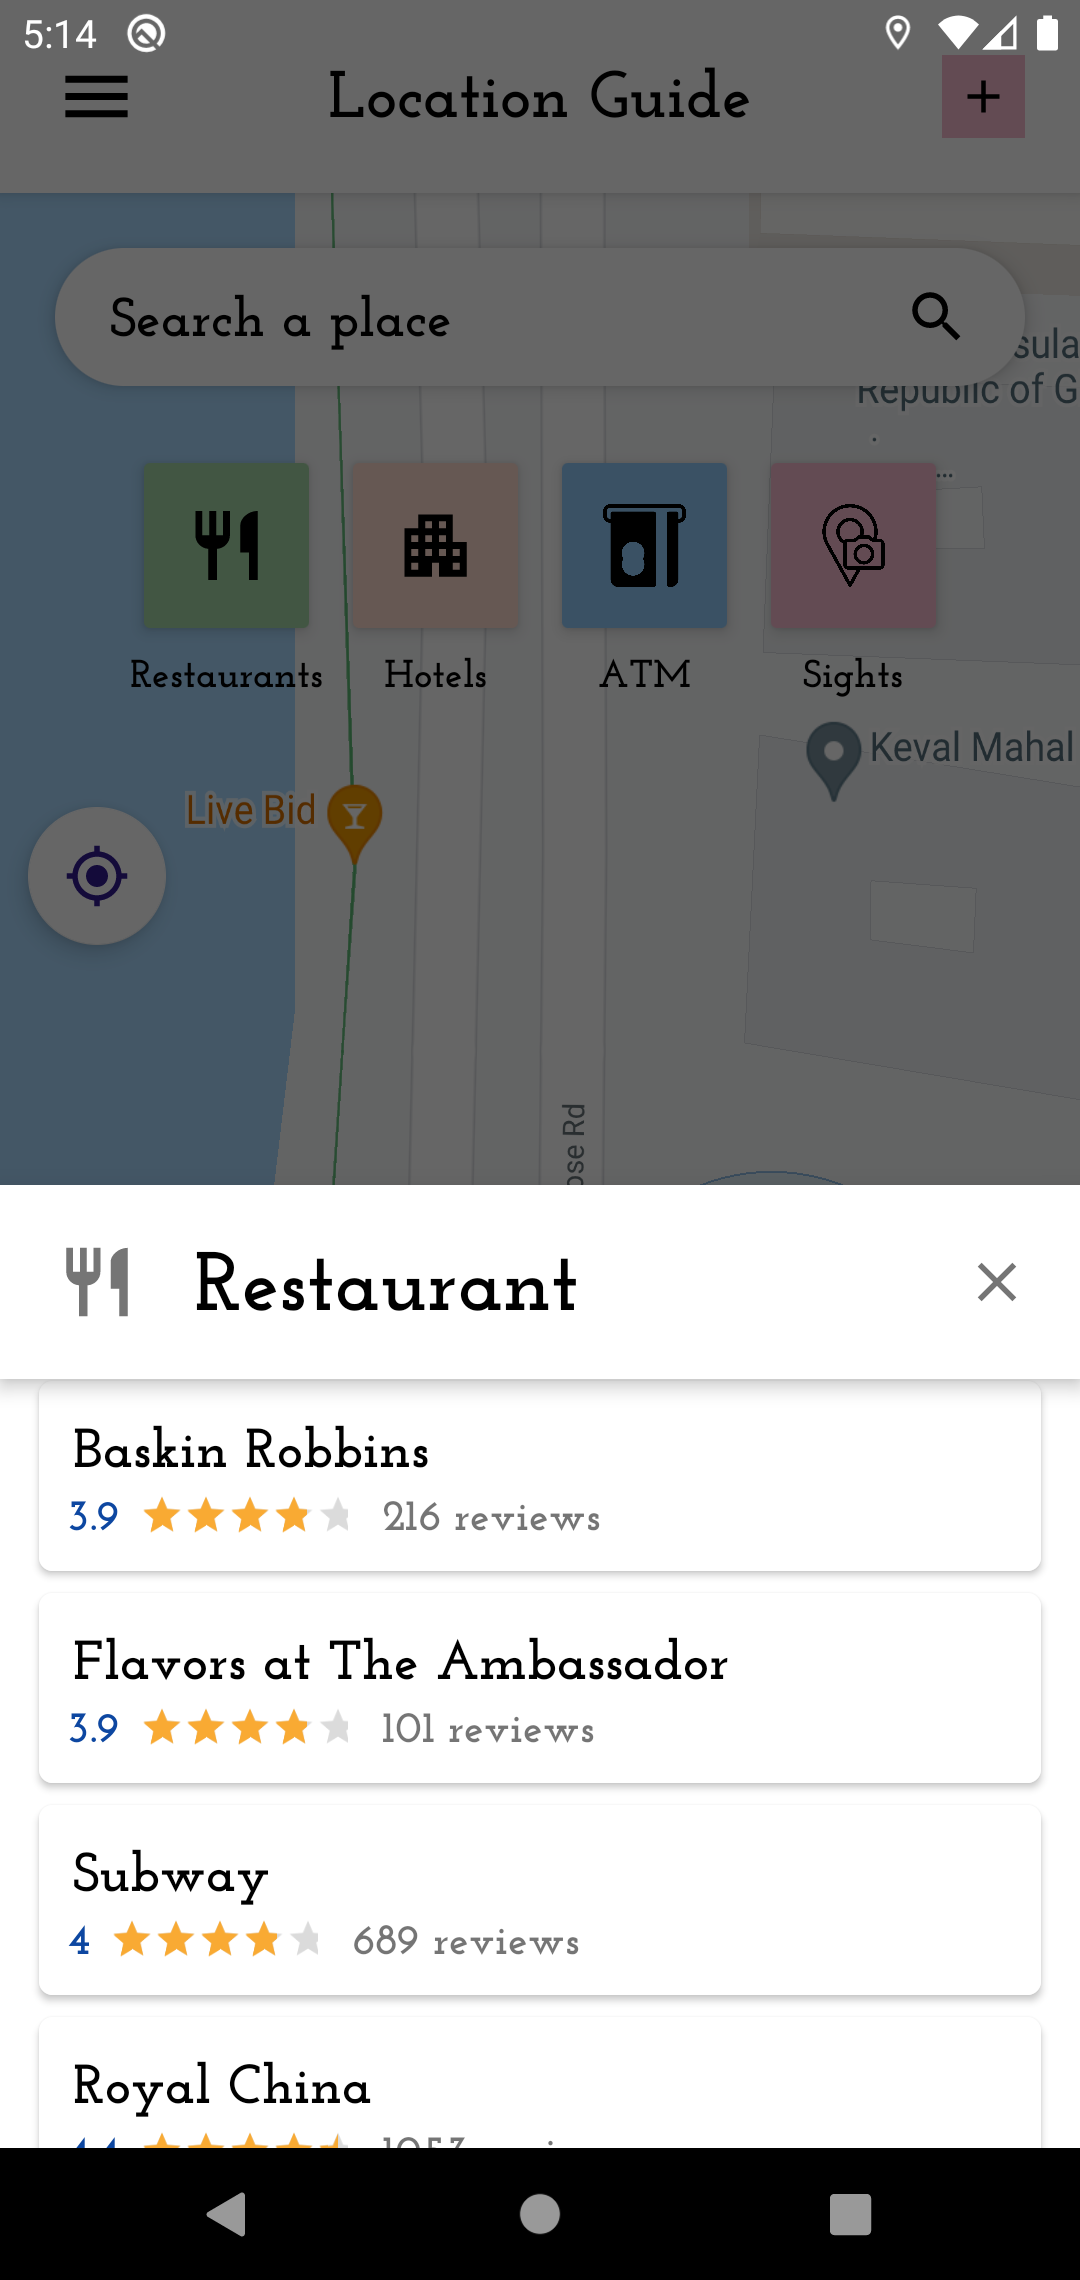 5:14
Location Guide
Search a place
sula
Republic of G
Restaurants
Hotels
ATM
Sights
Keval Mahal
Live Bid
ose Rd
Restaurant
Baskin Robbins
3.9 216 reviews
Flavors at The Ambassador
3.9 101 reviews
Subway
4 689 reviews
Royal China